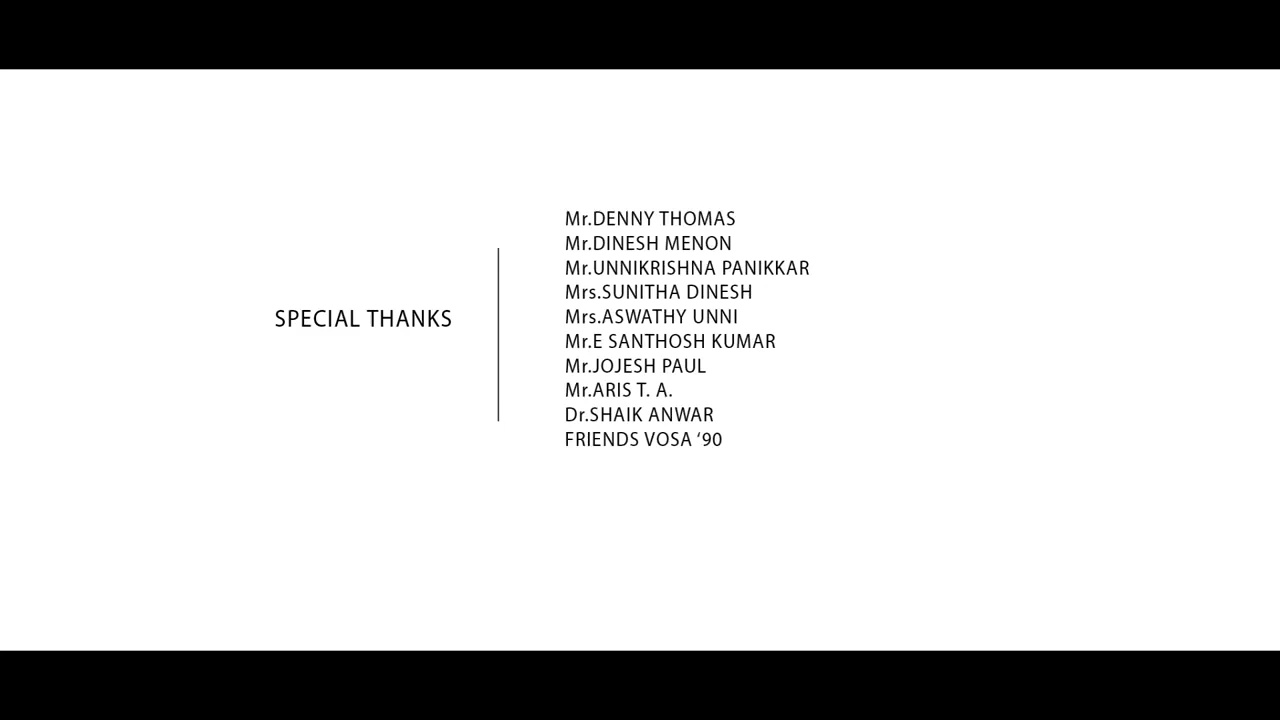 SPECIAL THANKS
Mr.DENNY THOMAS
Mr.DINESH MENON
Mr.UNNIKRISHNA PANIKKAR
Mrs.SUNITHA DINESH
Mrs.ASWATHY UNNI
Mr.E SANTHOSH KUMAR
Mr.JOJESH PAUL
Mr.ARIS T. A.
Dr.SHAIK ANWAR
FRIENDS VOSA ‘90